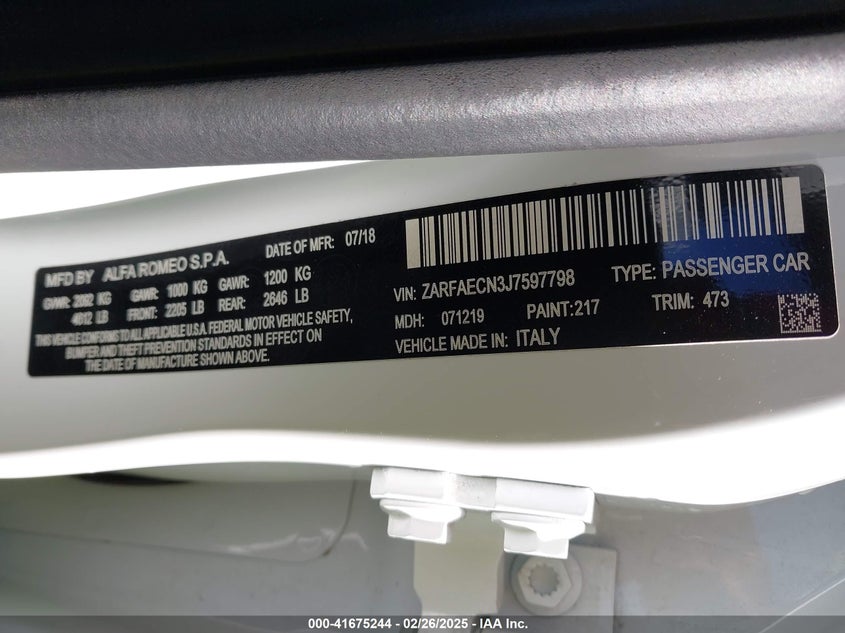 MFD BY ALFA ROMEO S.P.A. DATE OF MFR: 07/18
GVWR: 2082 KG GAWR: 1000 KG GAWR: 1200 KG
4012 LB FRONT: 2205 LB REAR: 2646 LB
THIS VEHICLE CONFORMS TO ALL APPLICABLE U.S.A. FEDERAL MOTOR VEHICLE SAFETY,
BUMPER AND THEFT PREVENTION STANDARDS IN EFFECT ON
THE DATE OF MANUFACTURE SHOWN ABOVE.
VIN: ZARFAECN3J7597798 TYPE: PASSENGER CAR
MDH: 071219 PAINT:217 TRIM: 473
VEHICLE MADE IN: ITALY
000-41675244 - 02/26/2025 - IAA Inc.